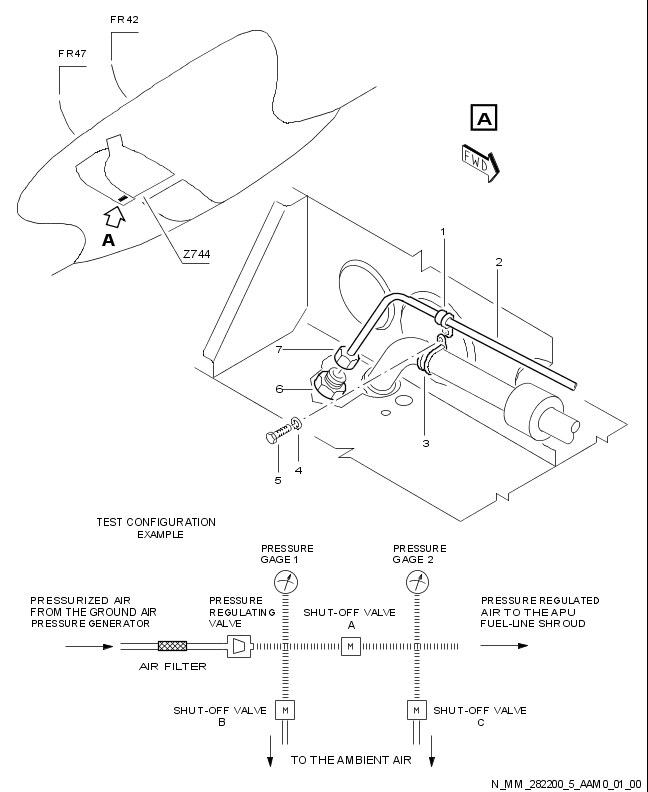 FR42
FR47
A
FWD
A
Z744
1
2
7
6
5
4
3
TEST CONFIGURATION
EXAMPLE
PRESSURE
GAGE 1
PRESSURE
GAGE 2
PRESSURIZED AIR
FROM THE GROUND AIR
PRESSURE GENERATOR
PRESSURE
REGULATING
VALVE
SHUT-OFF VALVE
A
PRESSURE REGULATED
AIR TO THE APU
FUEL-LINE SHROUD
M
AIR FILTER
SHUT-OFF VALVE
B
M
M
SHUT-OFF VALVE
C
TO THE AMBIENT AIR
N_MM_282200_5_AAM0_01_00